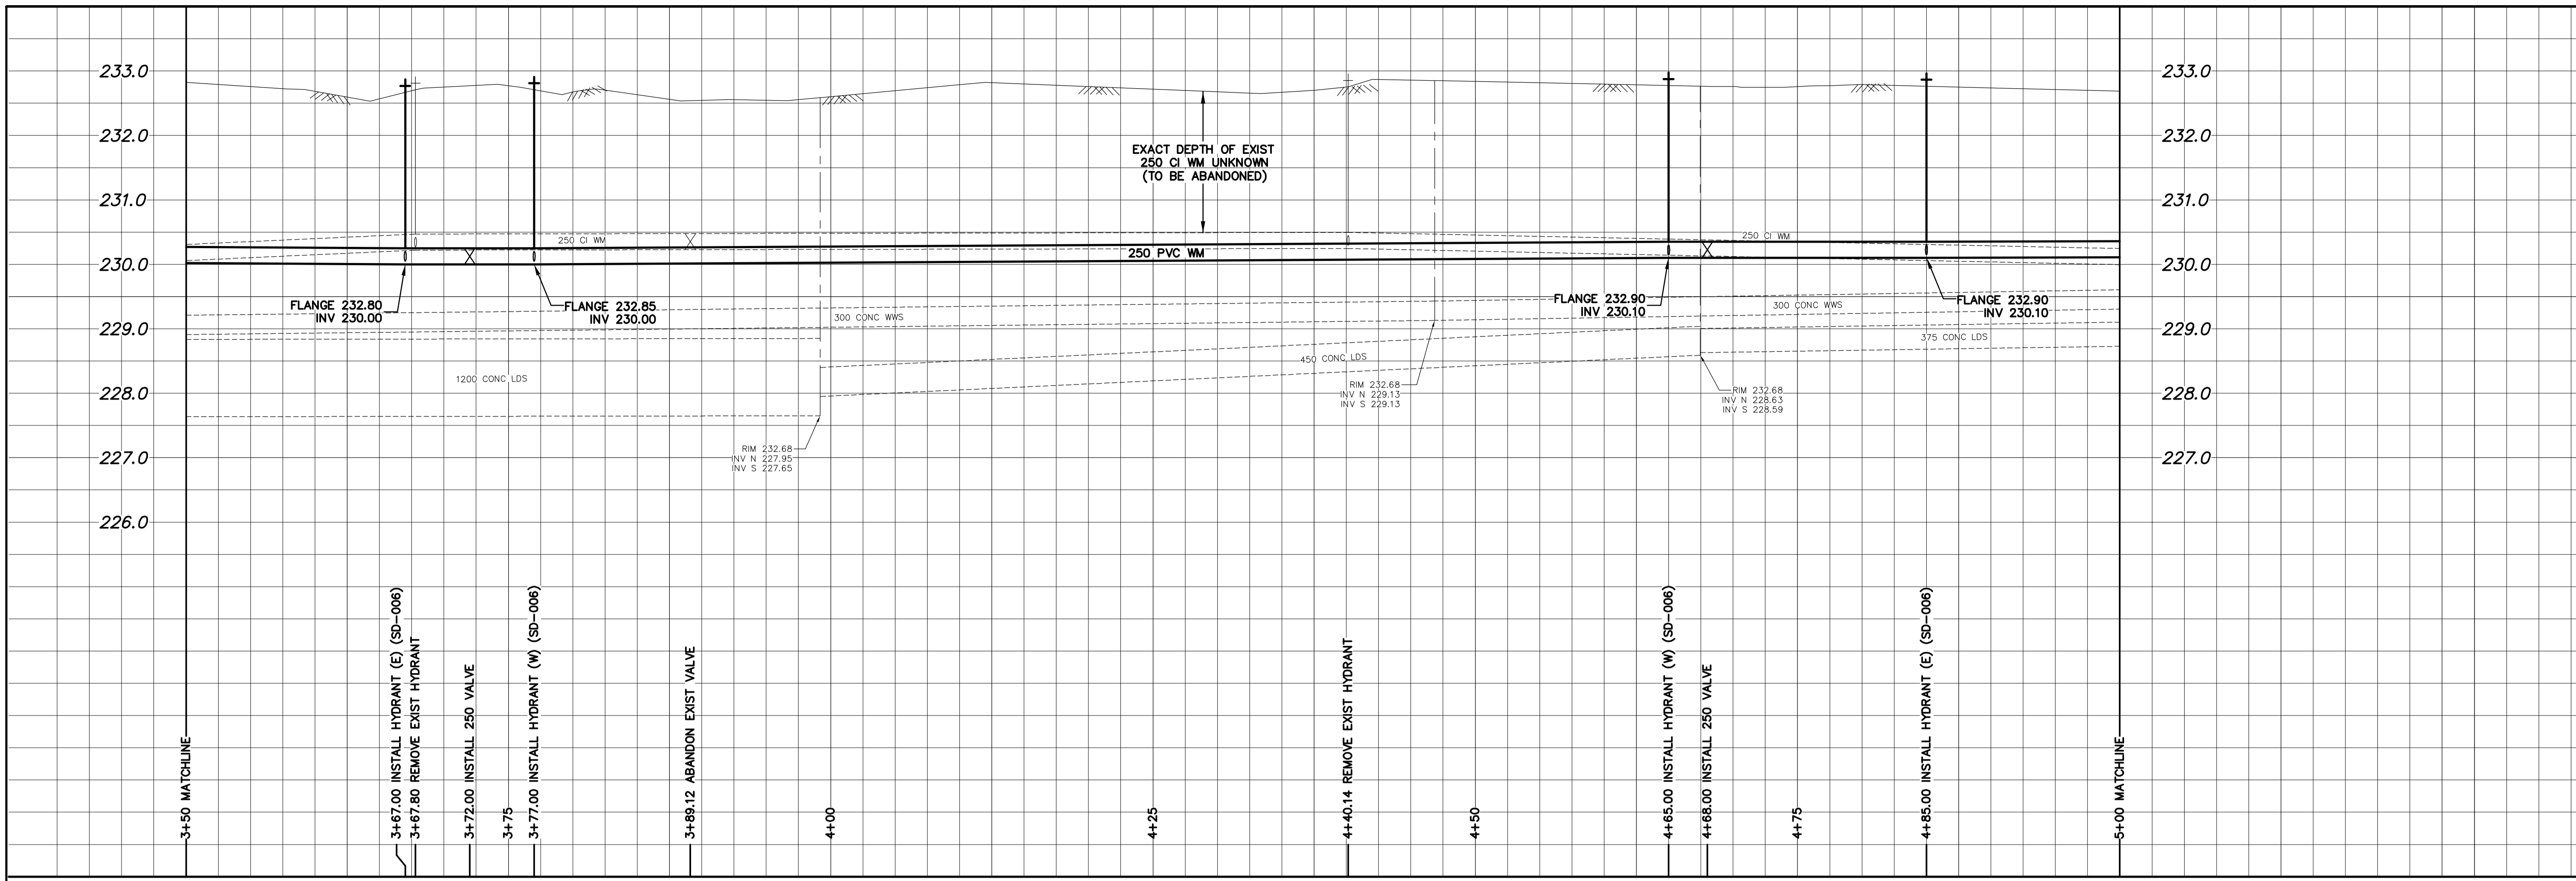 233.0
232.0
231.0
230.0
229.0
228.0
227.0
226.0
233.0
232.0
231.0
230.0
229.0
228.0
227.0
EXACT DEPTH OF EXIST
250 CI WM UNKNOWN
(TO BE ABANDONED)
250 CI WM
250 CI WM
250 PVC WM
FLANGE 232.80
INV 230.00
FLANGE 232.85
INV 230.00
FLANGE 232.90
INV 230.10
FLANGE 232.90
INV 230.10
300 CONC WWS
300 CONC WWS
375 CONC LDS
450 CONC LDS
1200 CONC LDS
RIM 232.68
INV N 229.13
INV S 229.13
RIM 232.68
INV N 228.63
INV S 228.59
RIM 232.68
INV N 227.95
INV S 227.65
3+50 MATCHLINE
3+67.00 INSTALL HYDRANT (E) (SD-006)
3+67.80 REMOVE EXIST HYDRANT
3+72.00 INSTALL 250 VALVE
3+75
3+77.00 INSTALL HYDRANT (W) (SD-006)
3+89.12 ABANDON EXIST VALVE
4+00
4+25
4+40.14 REMOVE EXIST HYDRANT
4+50
4+65.00 INSTALL HYDRANT (W) (SD-006)
4+68.00 INSTALL 250 VALVE
4+75
4+85.00 INSTALL HYDRANT (E) (SD-006)
5+00 MATCHLINE